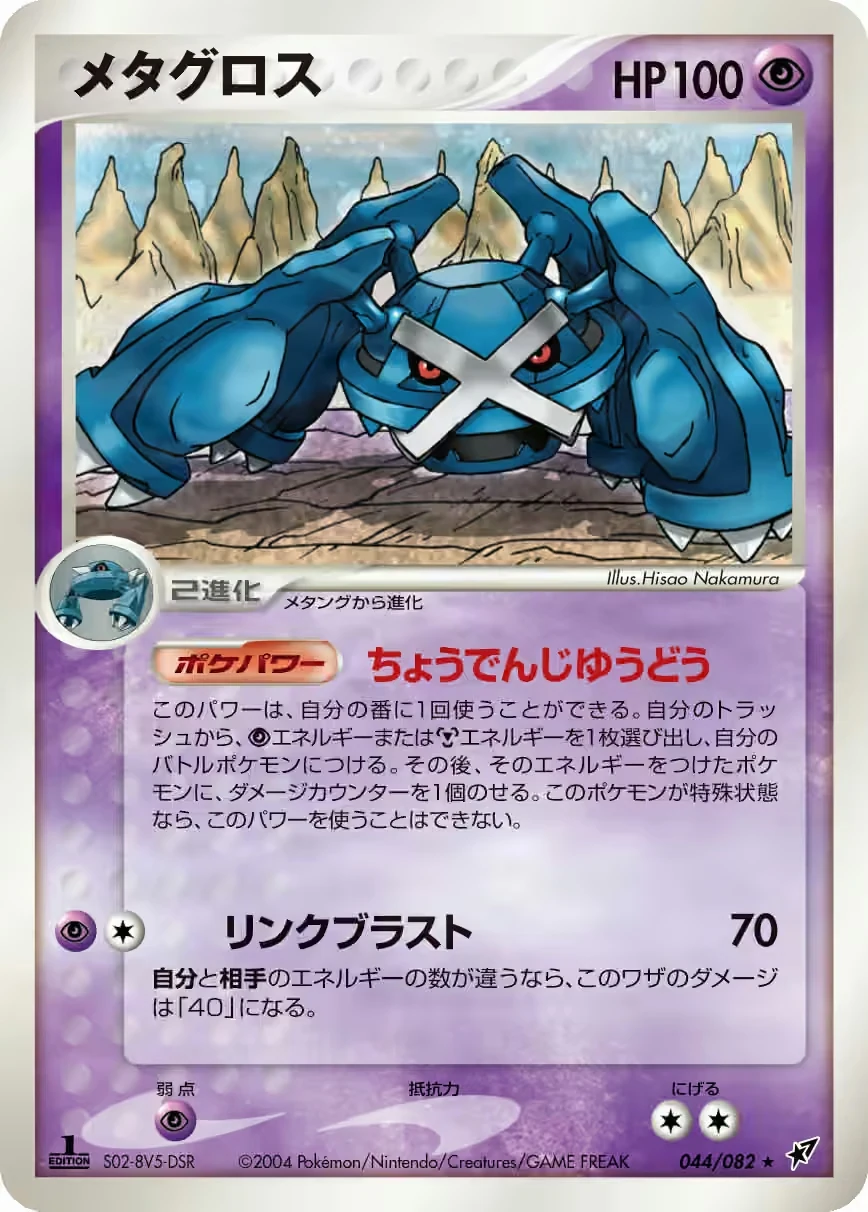 メタグロス
HP100
Illus.Hisao Nakamura
2進化
メタングから進化
ポケパワー ちょうでんじゆうどう
このパワーは、自分の番に1回使うことができる。自分のトラッ
シュから、エネルギーまたはエネルギーを1枚選び出し、自分の
バトルポケモンにつける。その後、そのエネルギーをつけたポケ
モンに、ダメージカウンターを1個のせる。このポケモンが特殊状態
なら、このパワーを使うことはできない。
リンクブラスト 70
自分と相手のエネルギーの数が違うなら、このワザのダメージ
は「40」になる。
弱点 抵抗力 にげる
1 EDITION S02-8V5-DSR ©2004 Pokémon/Nintendo/Creatures/GAME FREAK 044/082 ★